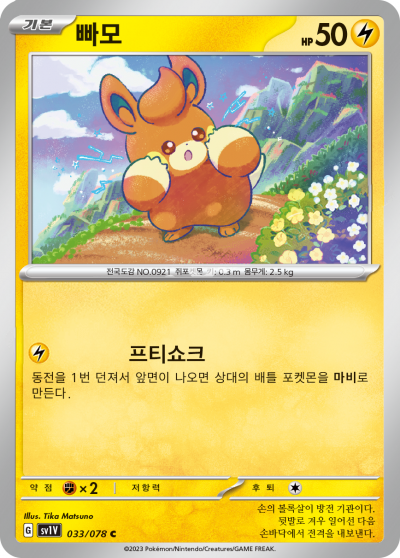 기본 빠모 HP 50
전국도감 NO.0921 쥐포켓몬 키:0.3 m 몸무게: 2.5 kg
프티쇼크
동전을 1번 던져서 앞면이 나오면 상대의 배틀 포켓몬을 마비로
만든다.
약점 ×2 저항력 후퇴
Illus. Tika Matsuno
G sv1V 033/078 C
손의 볼록살이 발전 기관이다.
뒷발로 겨우 일어선 다음
손바닥에서 전격을 내보낸다.
©2023 Pokémon/Nintendo/Creatures/GAME FREAK.